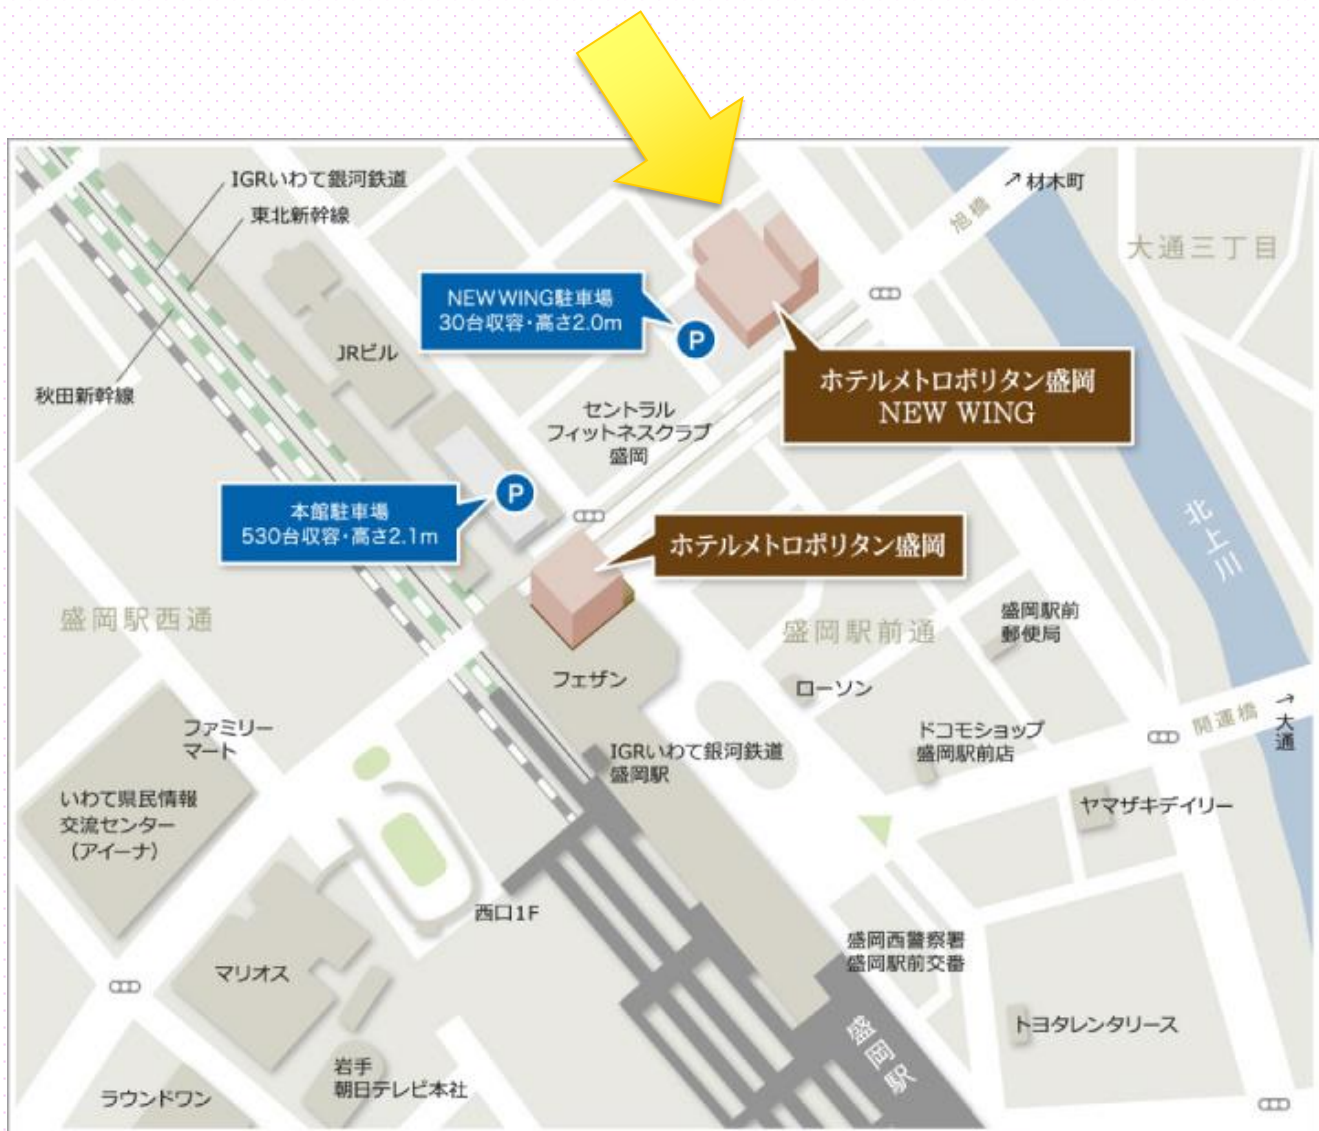 IGRいわて銀河鉄道
↗材木町
東北新幹線
旭橋
大通三丁目
NEW WING駐車場
30台収容・高さ2.0m
P
JRビル
ホテルメトロポリタン盛岡
NEW WING
秋田新幹線
セントラル
フィットネスクラブ
盛岡
P
本館駐車場
530台収容・高さ2.1m
北上川
ホテルメトロポリタン盛岡
盛岡駅西通
盛岡駅前通
盛岡駅前
郵便局
フェザン
ローソン
ファミリー
マート
IGRいわて銀河鉄道
盛岡駅
ドコモショップ
盛岡駅前店
開運橋
→大通
いわて県民情報
交流センター
(アイーナ)
ヤマザキデイリー
西口1F
盛岡西警察署
盛岡駅前交番
マリオス
盛岡駅
トヨタレンタリース
岩手
朝日テレビ本社
ラウンドワン